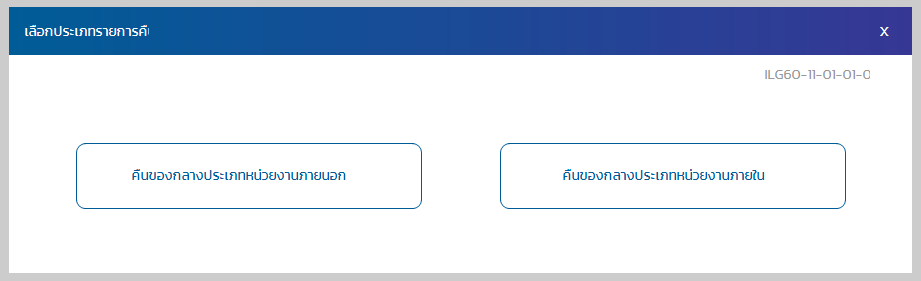 เลือกประเภทรายการคืน X
ILG60-11-01-01-0
คืนของกลางประเภทหน่วยงานภายนอก คืนของกลางประเภทหน่วยงานภายใน